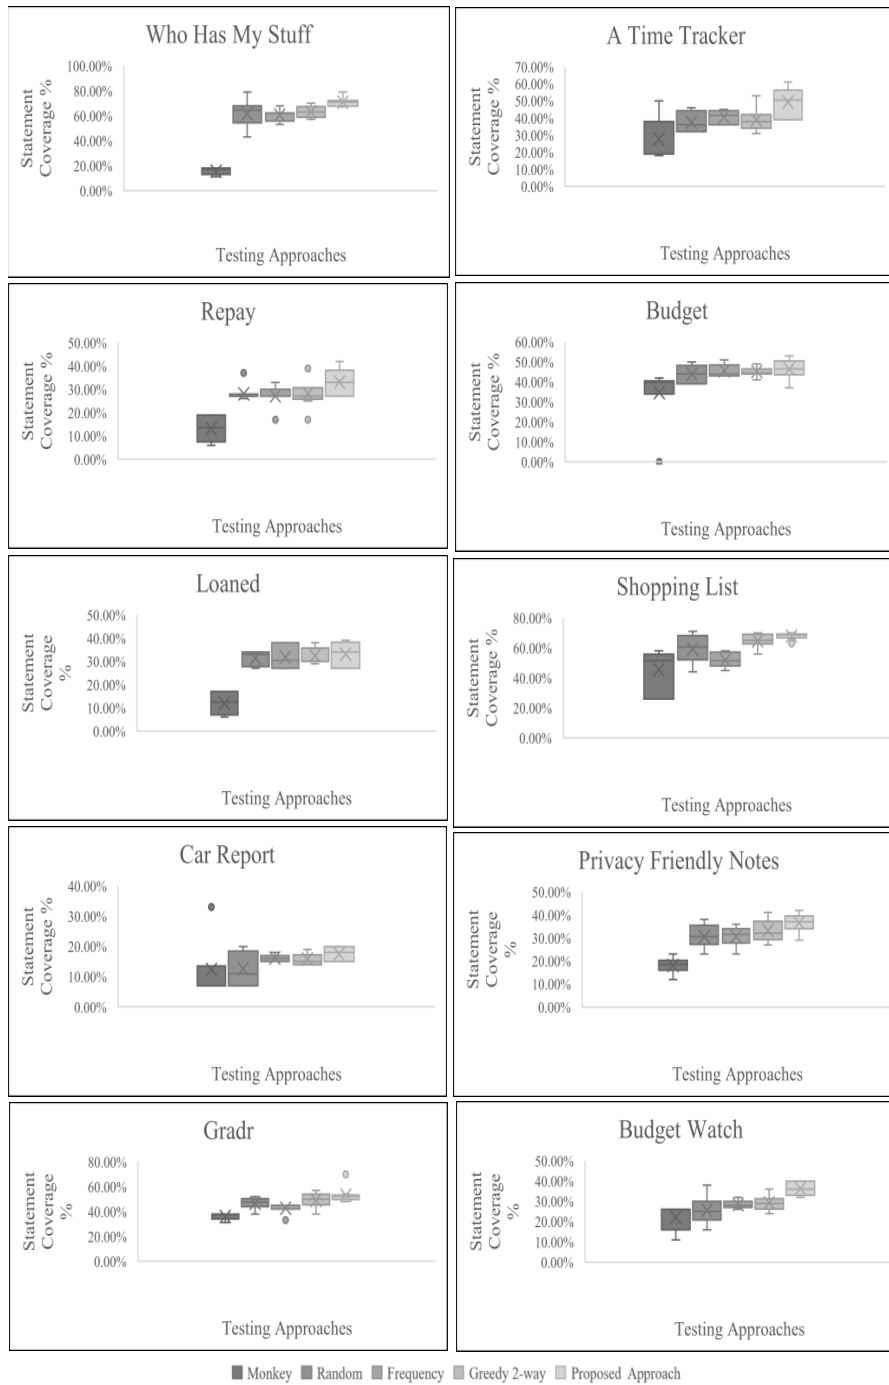 Who Has My Stuff
Statement
Coverage %
100.00%
80.00%
60.00%
40.00%
20.00%
0.00%
Testing Approaches
A Time Tracker
Statement
Coverage %
70.00%
60.00%
50.00%
40.00%
30.00%
20.00%
10.00%
0.00%
Testing Approaches
Repay
Statement
Coverage %
50.00%
40.00%
30.00%
20.00%
10.00%
0.00%
Testing Approaches
Budget
Statement
Coverage %
60.00%
50.00%
40.00%
30.00%
20.00%
10.00%
0.00%
Testing Approaches
Loaned
Statement
Coverage
%
50.00%
40.00%
30.00%
20.00%
10.00%
0.00%
Testing Approaches
Shopping List
Statement
Coverage %
80.00%
60.00%
40.00%
20.00%
0.00%
Testing Approaches
Car Report
Statement
Coverage %
40.00%
30.00%
20.00%
10.00%
0.00%
Testing Approaches
Privacy Friendly Notes
Statement
Coverage
%
50.00%
40.00%
30.00%
20.00%
10.00%
0.00%
Testing Approaches
Gradr
Statement
Coverage
%
80.00%
60.00%
40.00%
20.00%
0.00%
Testing Approaches
Budget Watch
Statement
Coverage
%
50.00%
40.00%
30.00%
20.00%
10.00%
0.00%
Testing Approaches
Monkey Random Frequency Greedy 2-way Proposed Approach